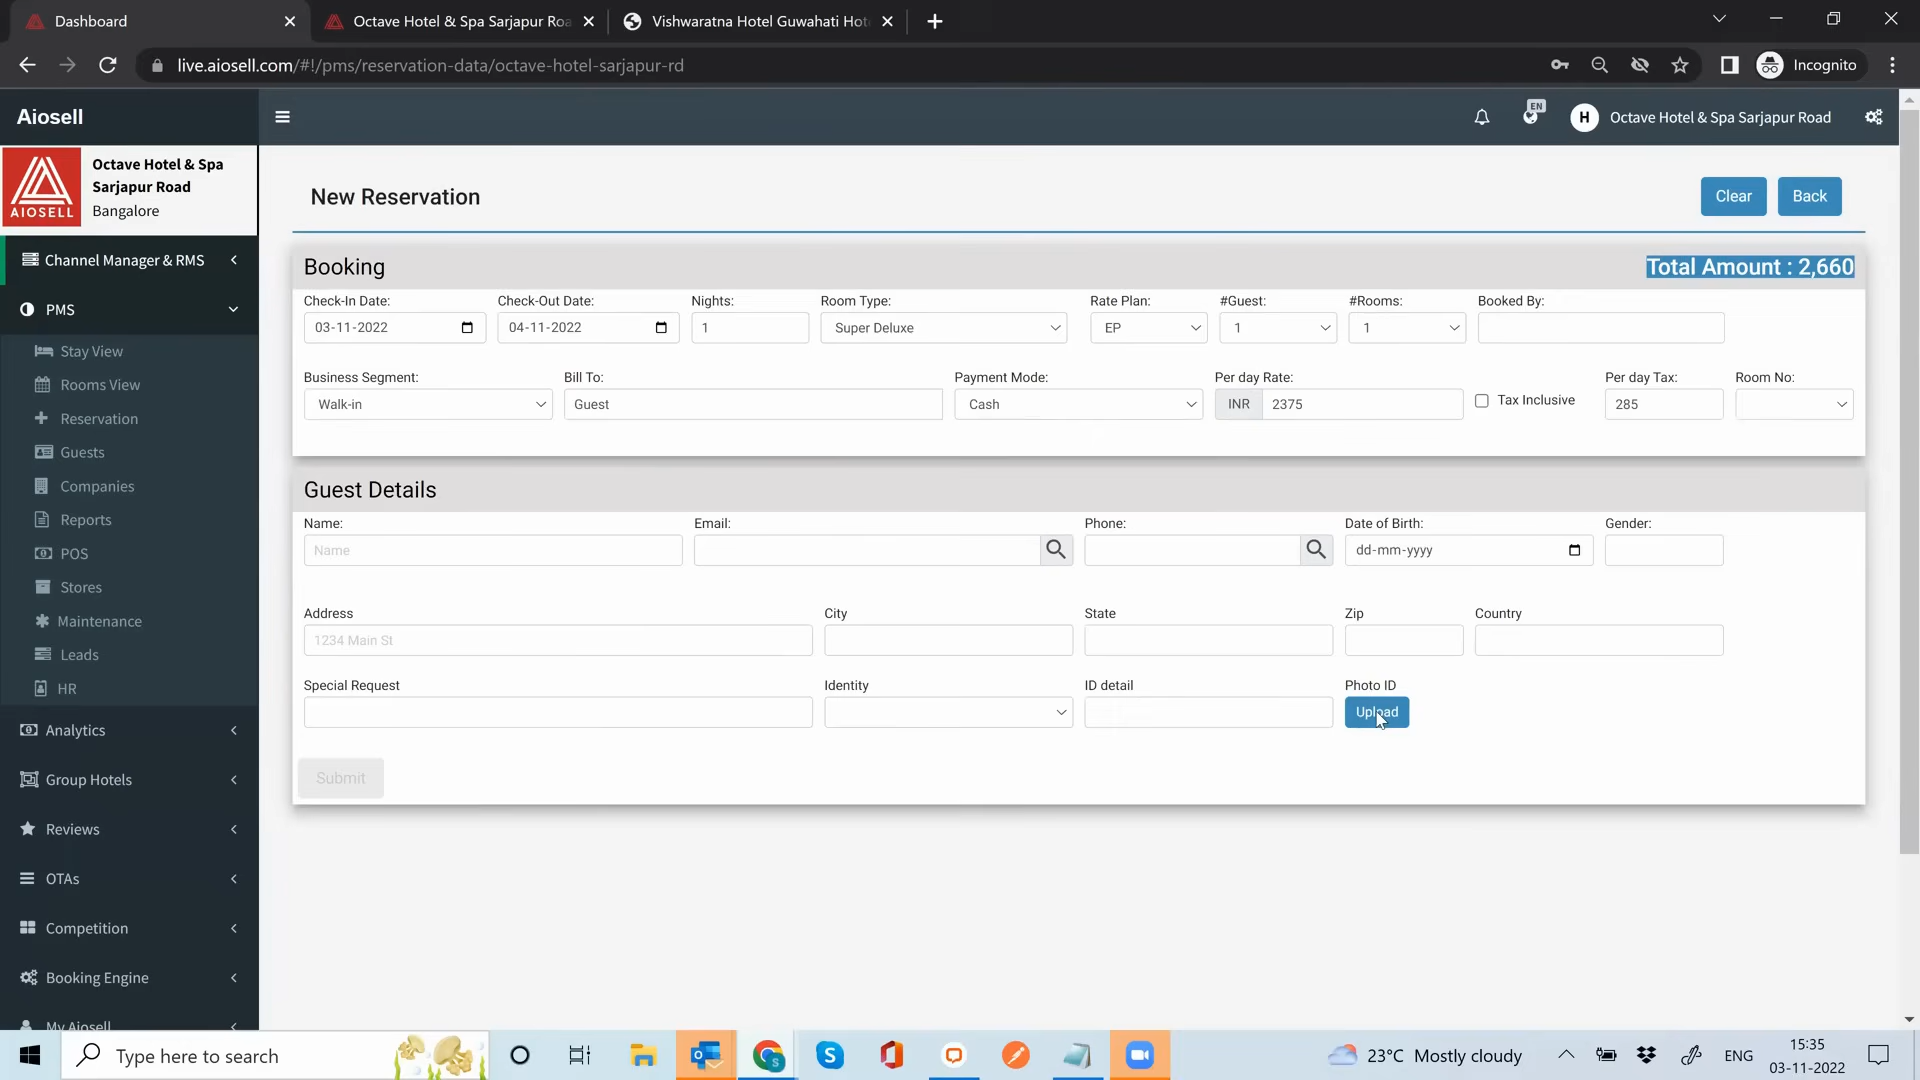 Dashboard
Octave Hotel & Spa Sarjapur Roa
Vishwaratna Hotel Guwahati Hot
live.aiosell.com/#!/pms/reservation-data/octave-hotel-sarjapur-rd
Incognito
Aiosell
EN
H
Octave Hotel & Spa Sarjapur Road
AIOSELL
Octave Hotel & Spa
Sarjapur Road
Bangalore
Channel Manager & RMS
PMS
Stay View
Rooms View
Reservation
Guests
Companies
Reports
POS
Stores
Maintenance
Leads
HR
Analytics
Group Hotels
Reviews
OTAs
Competition
Booking Engine
My Aiosell
New Reservation
Clear
Back
Booking
Total Amount : 2,660
Check-In Date:
Check-Out Date:
Nights:
Room Type:
Rate Plan:
#Guest:
#Rooms:
Booked By:
03-11-2022
04-11-2022
1
Super Deluxe
EP
1
1
Business Segment:
Bill To:
Payment Mode:
Per day Rate:
Per day Tax:
Room No:
Walk-in
Guest
Cash
INR
2375
Tax Inclusive
285
Guest Details
Name:
Email:
Phone:
Date of Birth:
Gender:
Name
dd-mm-yyyy
Address
City
State
Zip
Country
1234 Main St
Special Request
Identity
ID detail
Photo ID
Upload
Submit
Type here to search
23°C Mostly cloudy
ENG
15:35
03-11-2022